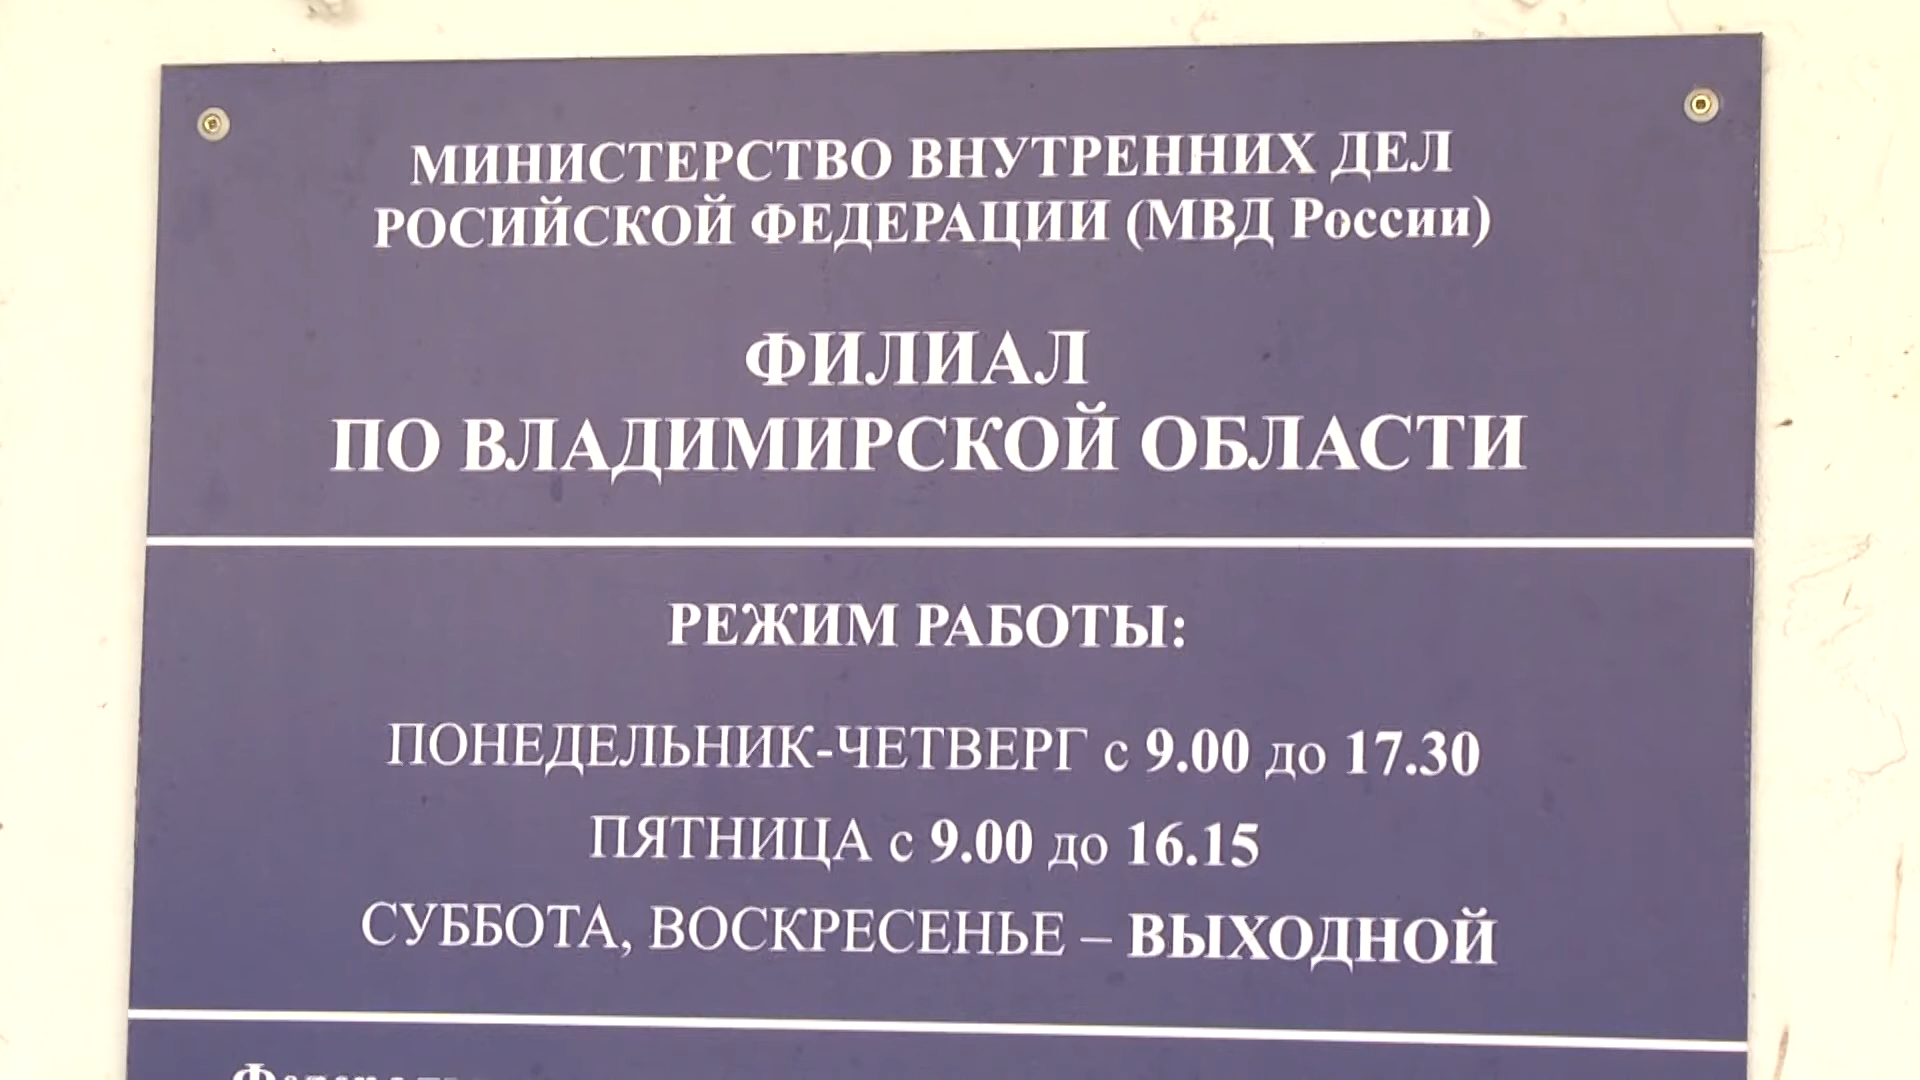 МИНИСТЕРСТВО ВНУТРЕННИХ ДЕЛ
РОСИЙСКОЙ ФЕДЕРАЦИИ (МВД России)
ФИЛИАЛ
ПО ВЛАДИМИРСКОЙ ОБЛАСТИ
РЕЖИМ РАБОТЫ:
ПОНЕДЕЛЬНИК-ЧЕТВЕРГ с 9.00 до 17.30
ПЯТНИЦА с 9.00 до 16.15
СУББОТА, ВОСКРЕСЕНЬЕ – ВЫХОДНОЙ